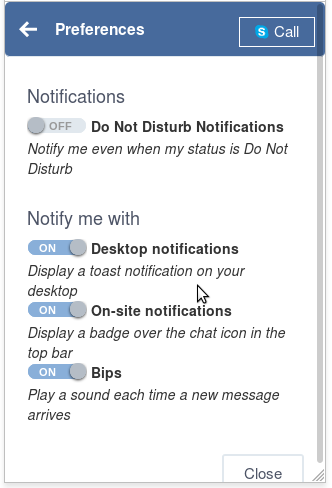 Preferences
Call
Notifications
OFF Do Not Disturb Notifications
Notify me even when my status is Do Not
Disturb
Notify me with
ON Desktop notifications
Display a toast notification on your
desktop
ON On-site notifications
Display a badge over the chat icon in the
top bar
ON Bips
Play a sound each time a new message
arrives
Close